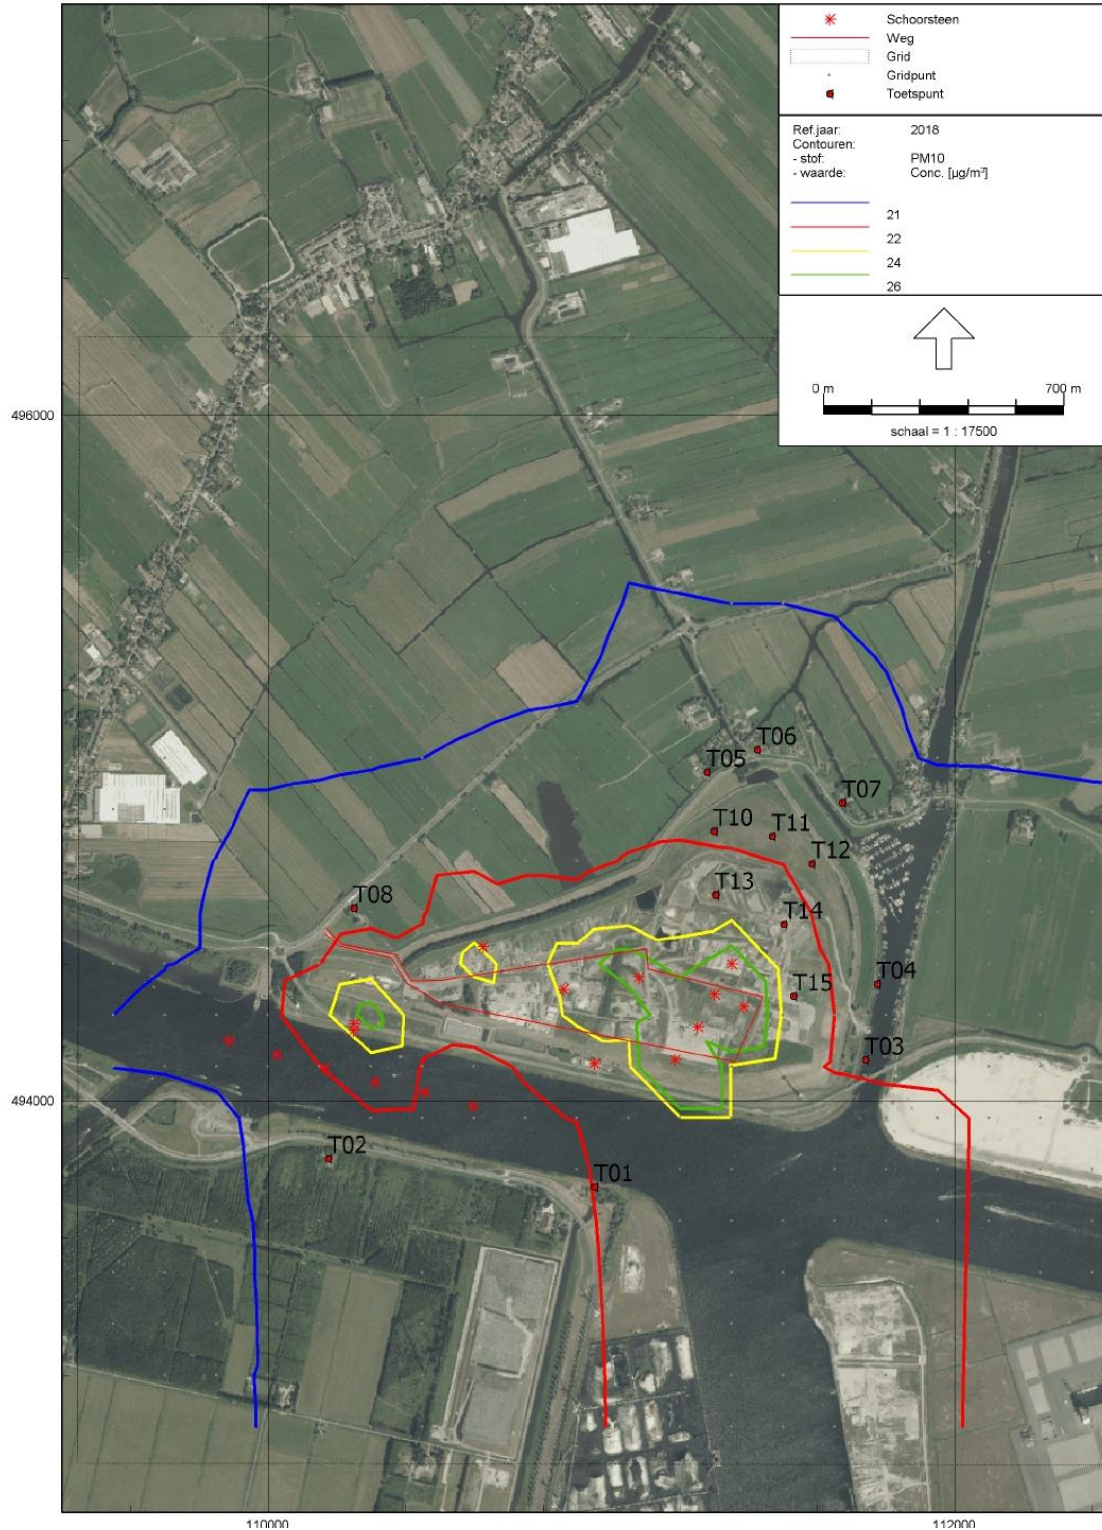 Schoorsteen
Weg
Grid
Gridpunt
Toetspunt
Ref.jaar: 2018
Contouren:
- stof: PM10
- waarde: Conc. [µg/m³]
21
22
24
26
0 m 700 m
schaal = 1 : 17500
496000
T06
T05
T07
T10
T11
T12
T13
T08
T14
T04
T15
T03
494000
T02
T01
110000 112000